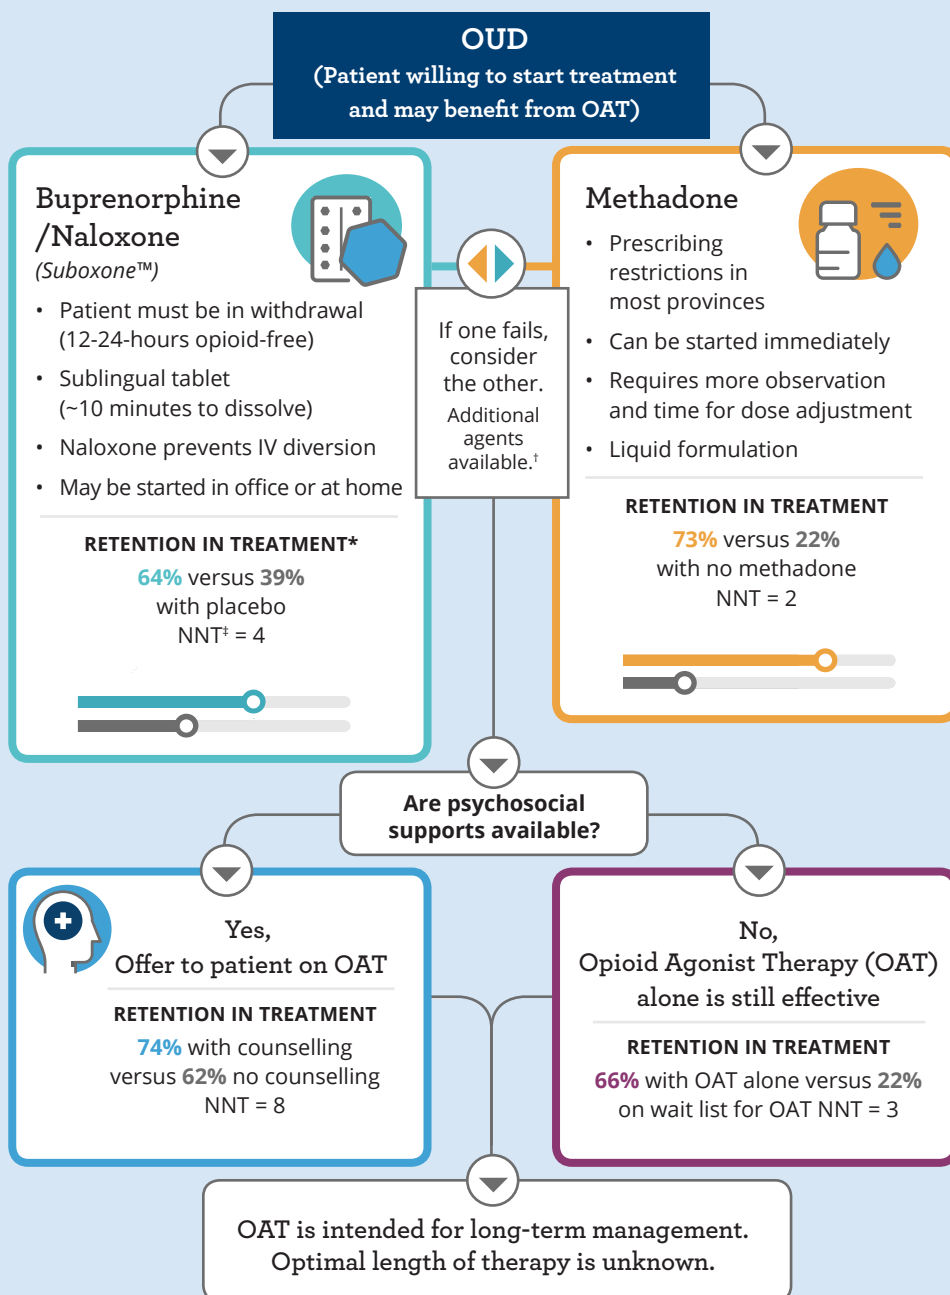 OUD
(Patient willing to start treatment
and may benefit from OAT)
Buprenorphine
/Naloxone
(Suboxone™)
• Patient must be in withdrawal
(12-24-hours opioid-free)
• Sublingual tablet
(~10 minutes to dissolve)
• Naloxone prevents IV diversion
• May be started in office or at home
RETENTION IN TREATMENT*
64% versus 39%
with placebo
NNT‡ = 4
If one fails,
consider
the other.
Additional
agents
available.†
Methadone
• Prescribing
restrictions in
most provinces
• Can be started immediately
• Requires more observation
and time for dose adjustment
• Liquid formulation
RETENTION IN TREATMENT
73% versus 22%
with no methadone
NNT = 2
Are psychosocial
supports available?
Yes,
Offer to patient on OAT
RETENTION IN TREATMENT
74% with counselling
versus 62% no counselling
NNT = 8
No,
Opioid Agonist Therapy (OAT)
alone is still effective
RETENTION IN TREATMENT
66% with OAT alone versus 22%
on wait list for OAT NNT = 3
OAT is intended for long-term management.
Optimal length of therapy is unknown.